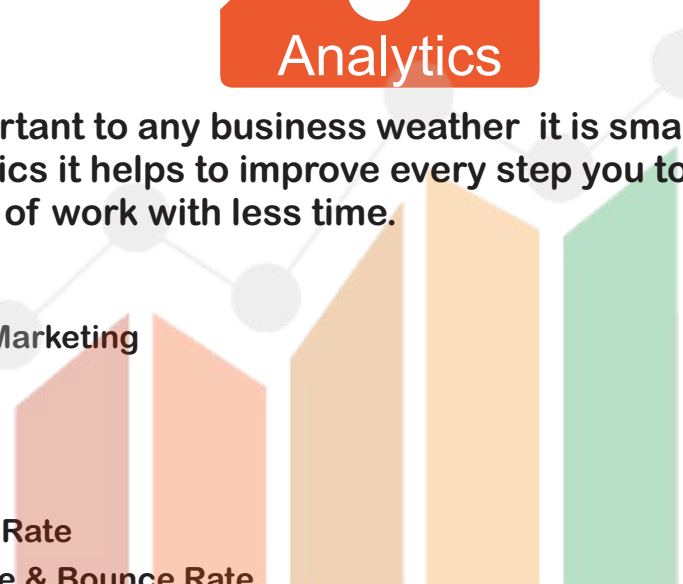 Analytics
rtant to any business weather it is sma
ics it helps to improve every step you to
of work with less time.
Marketing
Rate
e & Bounce Rate